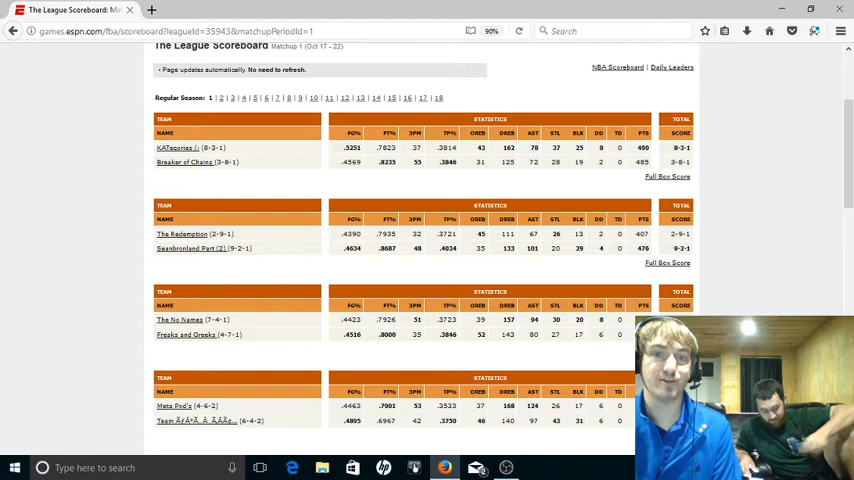 The League Scoreboard: Mat...
games.espn.com/fba/scoreboard?leagueId=35943&matchupPeriodId=1
90%
Search
The League Scoreboard Matchup 1 (Oct 17 - 22)
• Page updates automatically. No need to refresh.
NBA Scoreboard | Daily Leaders
Regular Season: 1 | 2 | 3 | 4 | 5 | 6 | 7 | 8 | 9 | 10 | 11 | 12 | 13 | 14 | 15 | 16 | 17 | 18
TEAM STATISTICS TOTAL
NAME FG% FT% 3PM TP% OREB DREB AST STL BLK DD TD PTS SCORE
KATegories (: (8-3-1) .5251 .7823 37 .3814 43 162 78 37 25 8 0 490 8-3-1
Breaker of Chains (3-8-1) .4569 .8235 55 .3846 31 125 72 28 19 2 0 485 3-8-1
Full Box Score
TEAM STATISTICS TOTAL
NAME FG% FT% 3PM TP% OREB DREB AST STL BLK DD TD PTS SCORE
The Redemption (2-9-1) .4390 .7935 32 .3721 45 111 67 26 13 2 0 407 2-9-1
Seanbronland Part (2) (9-2-1) .4634 .8687 48 .4034 35 133 101 20 29 4 0 476 9-2-1
Full Box Score
TEAM STATISTICS TOTAL
NAME FG% FT% 3PM TP% OREB DREB AST STL BLK DD TD PTS SCORE
The No Names (7-4-1) .4423 .7926 51 .3723 39 157 94 30 20 8 0
Freaks and Greeks (4-7-1) .4516 .8000 35 .3846 52 143 80 27 17 6 0
TEAM STATISTICS
NAME FG% FT% 3PM TP% OREB DREB AST STL BLK DD TD
Meta Pod's (4-6-2) .4463 .7901 53 .3533 37 168 124 26 17 6 0
Team (6-4-2) .4895 .6967 42 .3750 46 140 97 43 31 6 0
Type here to search